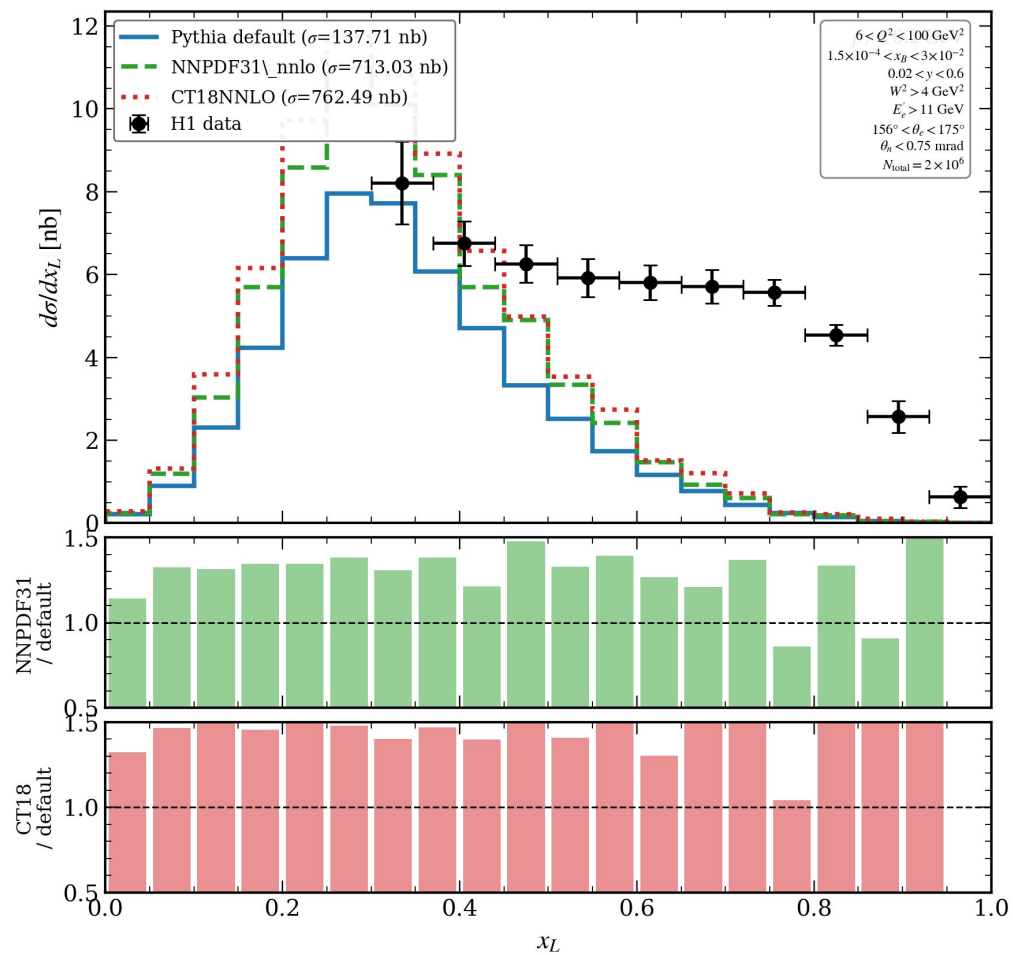 12
10
8
6
4
2
0
dσ/dx_L [nb]
Pythia default (σ=137.71 nb)
NNPDF31\_nnlo (σ=713.03 nb)
CT18NNLO (σ=762.49 nb)
H1 data
6 < Q² < 100 GeV²
1.5×10⁻⁴ < x_B < 3×10⁻²
0.02 < y < 0.6
W² > 4 GeV²
E'_e > 11 GeV
156° < θ_e < 175°
θ_n < 0.75 mrad
N_total = 2×10⁶
1.5
1.0
0.5
NNPDF31
/ default
1.5
1.0
0.5
CT18
/ default
0.0 0.2 0.4 0.6 0.8 1.0
x_L